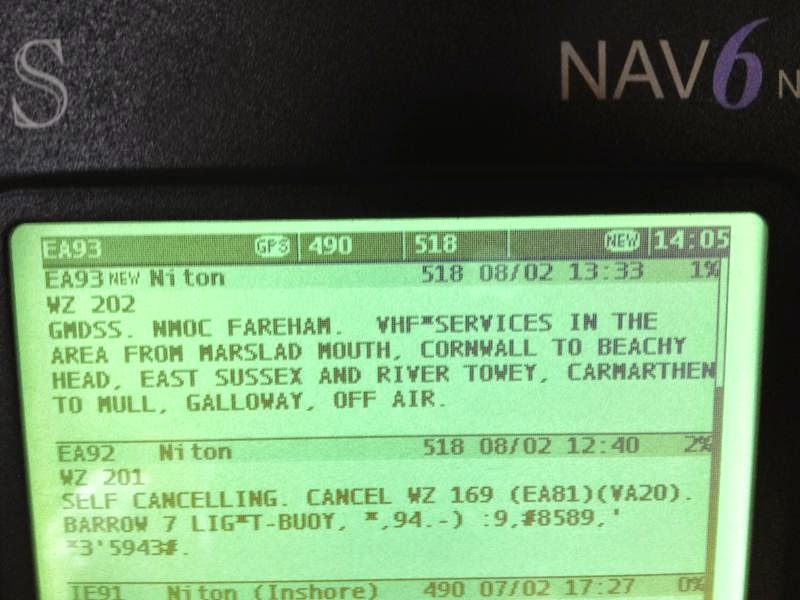 S
NAV6 N
EA93 GPS 490 518 NEW 14:05
EA93 NEW Niton 518 08/02 13:33 1%
WZ 202
GMDSS. NMOC FAREHAM. VHF*SERVICES IN THE
AREA FROM MARSLAD MOUTH, CORNWALL TO BEACHY
HEAD, EAST SUSSEX AND RIVER TOWEY, CARMARTHEN
TO MULL, GALLOWAY, OFF AIR.
EA92 Niton 518 08/02 12:40 2%
WZ 201
SELF CANCELLING. CANCEL WZ 169 (EA81)(VA20).
BARROW 7 LIG*T-BUOY, *,94.-) :9,#8589,'
*3'5943#.
IE91 Niton (Inshore) 490 07/02 17:27 0%